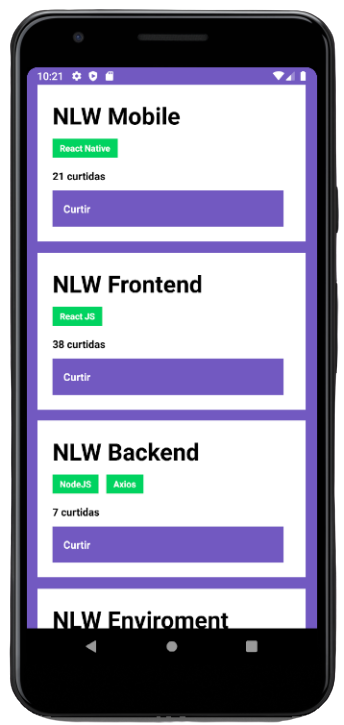 10:21
NLW Mobile
React Native
21 curtidas
Curtir
NLW Frontend
React JS
38 curtidas
Curtir
NLW Backend
NodeJS Axios
7 curtidas
Curtir
NLW Enviroment